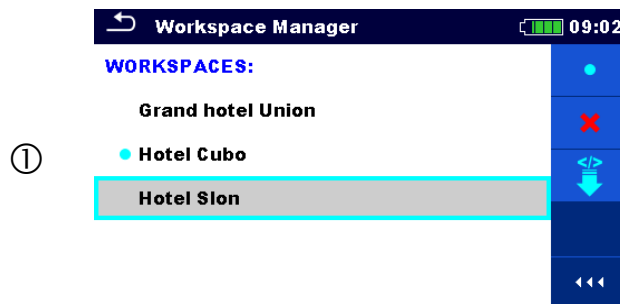 Workspace Manager 09:02
WORKSPACES:
Grand hotel Union
Hotel Cubo
① 
Hotel Slon